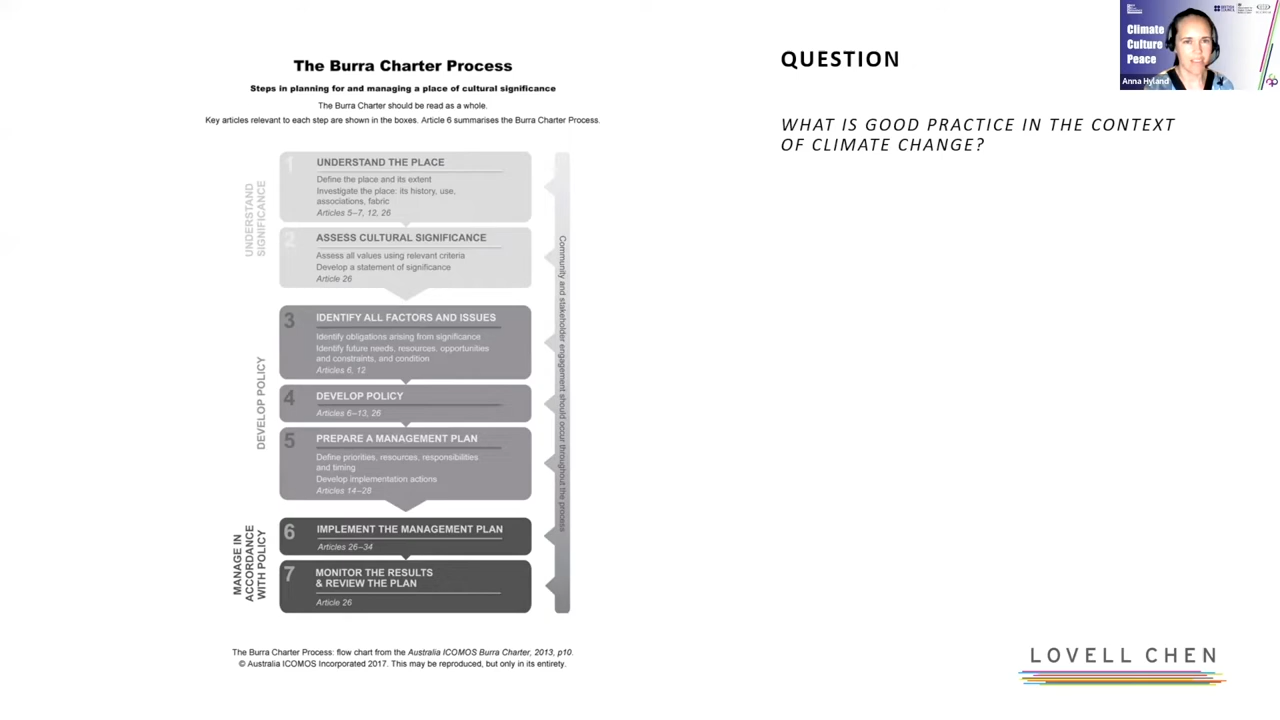 The Burra Charter Process
Steps in planning for and managing a place of cultural significance
The Burra Charter should be read as a whole.
Key articles relevant to each step are shown in the boxes. Article 6 summarises the Burra Charter Process.
UNDERSTAND
SIGNIFICANCE
1 UNDERSTAND THE PLACE
Define the place and its extent
Investigate the place: its history, use,
associations, fabric
Articles 5–7, 12, 26
2 ASSESS CULTURAL SIGNIFICANCE
Assess all values using relevant criteria
Develop a statement of significance
Article 26
DEVELOP POLICY
3 IDENTIFY ALL FACTORS AND ISSUES
Identify obligations arising from significance
Identify future needs, resources, opportunities
and constraints, and condition
Articles 6, 12
4 DEVELOP POLICY
Articles 6–13, 26
5 PREPARE A MANAGEMENT PLAN
Define priorities, resources, responsibilities
and timing
Develop implementation actions
Articles 14–28
MANAGE IN
ACCORDANCE
WITH POLICY
6 IMPLEMENT THE MANAGEMENT PLAN
Articles 26–34
7 MONITOR THE RESULTS
& REVIEW THE PLAN
Article 26
Community and stakeholder engagement should occur throughout the process
The Burra Charter Process: flow chart from the Australia ICOMOS Burra Charter, 2013, p10.
© Australia ICOMOS Incorporated 2017. This may be reproduced, but only in its entirety.
QUESTION
WHAT IS GOOD PRACTICE IN THE CONTEXT
OF CLIMATE CHANGE?
Climate
Culture
Peace
Anna Hyland
LOVELL CHEN